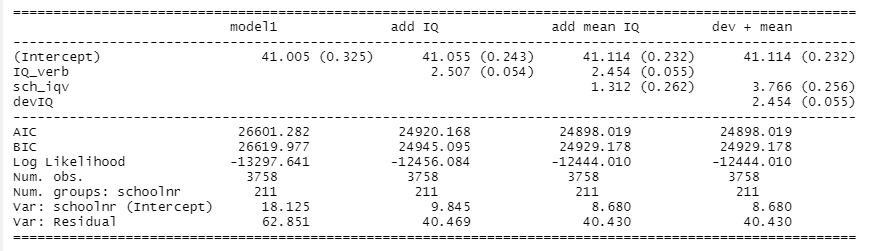 =====================================================================================================
                        model1               add IQ               add mean IQ          dev + mean
-----------------------------------------------------------------------------------------------------
(Intercept)                 41.005 (0.325)      41.055 (0.243)      41.114 (0.232)      41.114 (0.232)
IQ_verb                                          2.507 (0.054)       2.454 (0.055)
sch_iqv                                                              1.312 (0.262)       3.766 (0.256)
devIQ                                                                                    2.454 (0.055)
-----------------------------------------------------------------------------------------------------
AIC                      26601.282           24920.168           24898.019           24898.019
BIC                      26619.977           24945.095           24929.178           24929.178
Log Likelihood          -13297.641          -12456.084          -12444.010          -12444.010
Num. obs.                 3758                3758                3758                3758
Num. groups: schoolnr      211                 211                 211                 211
Var: schoolnr (Intercept)   18.125               9.845               8.680               8.680
Var: Residual               62.851              40.469              40.430              40.430
=====================================================================================================